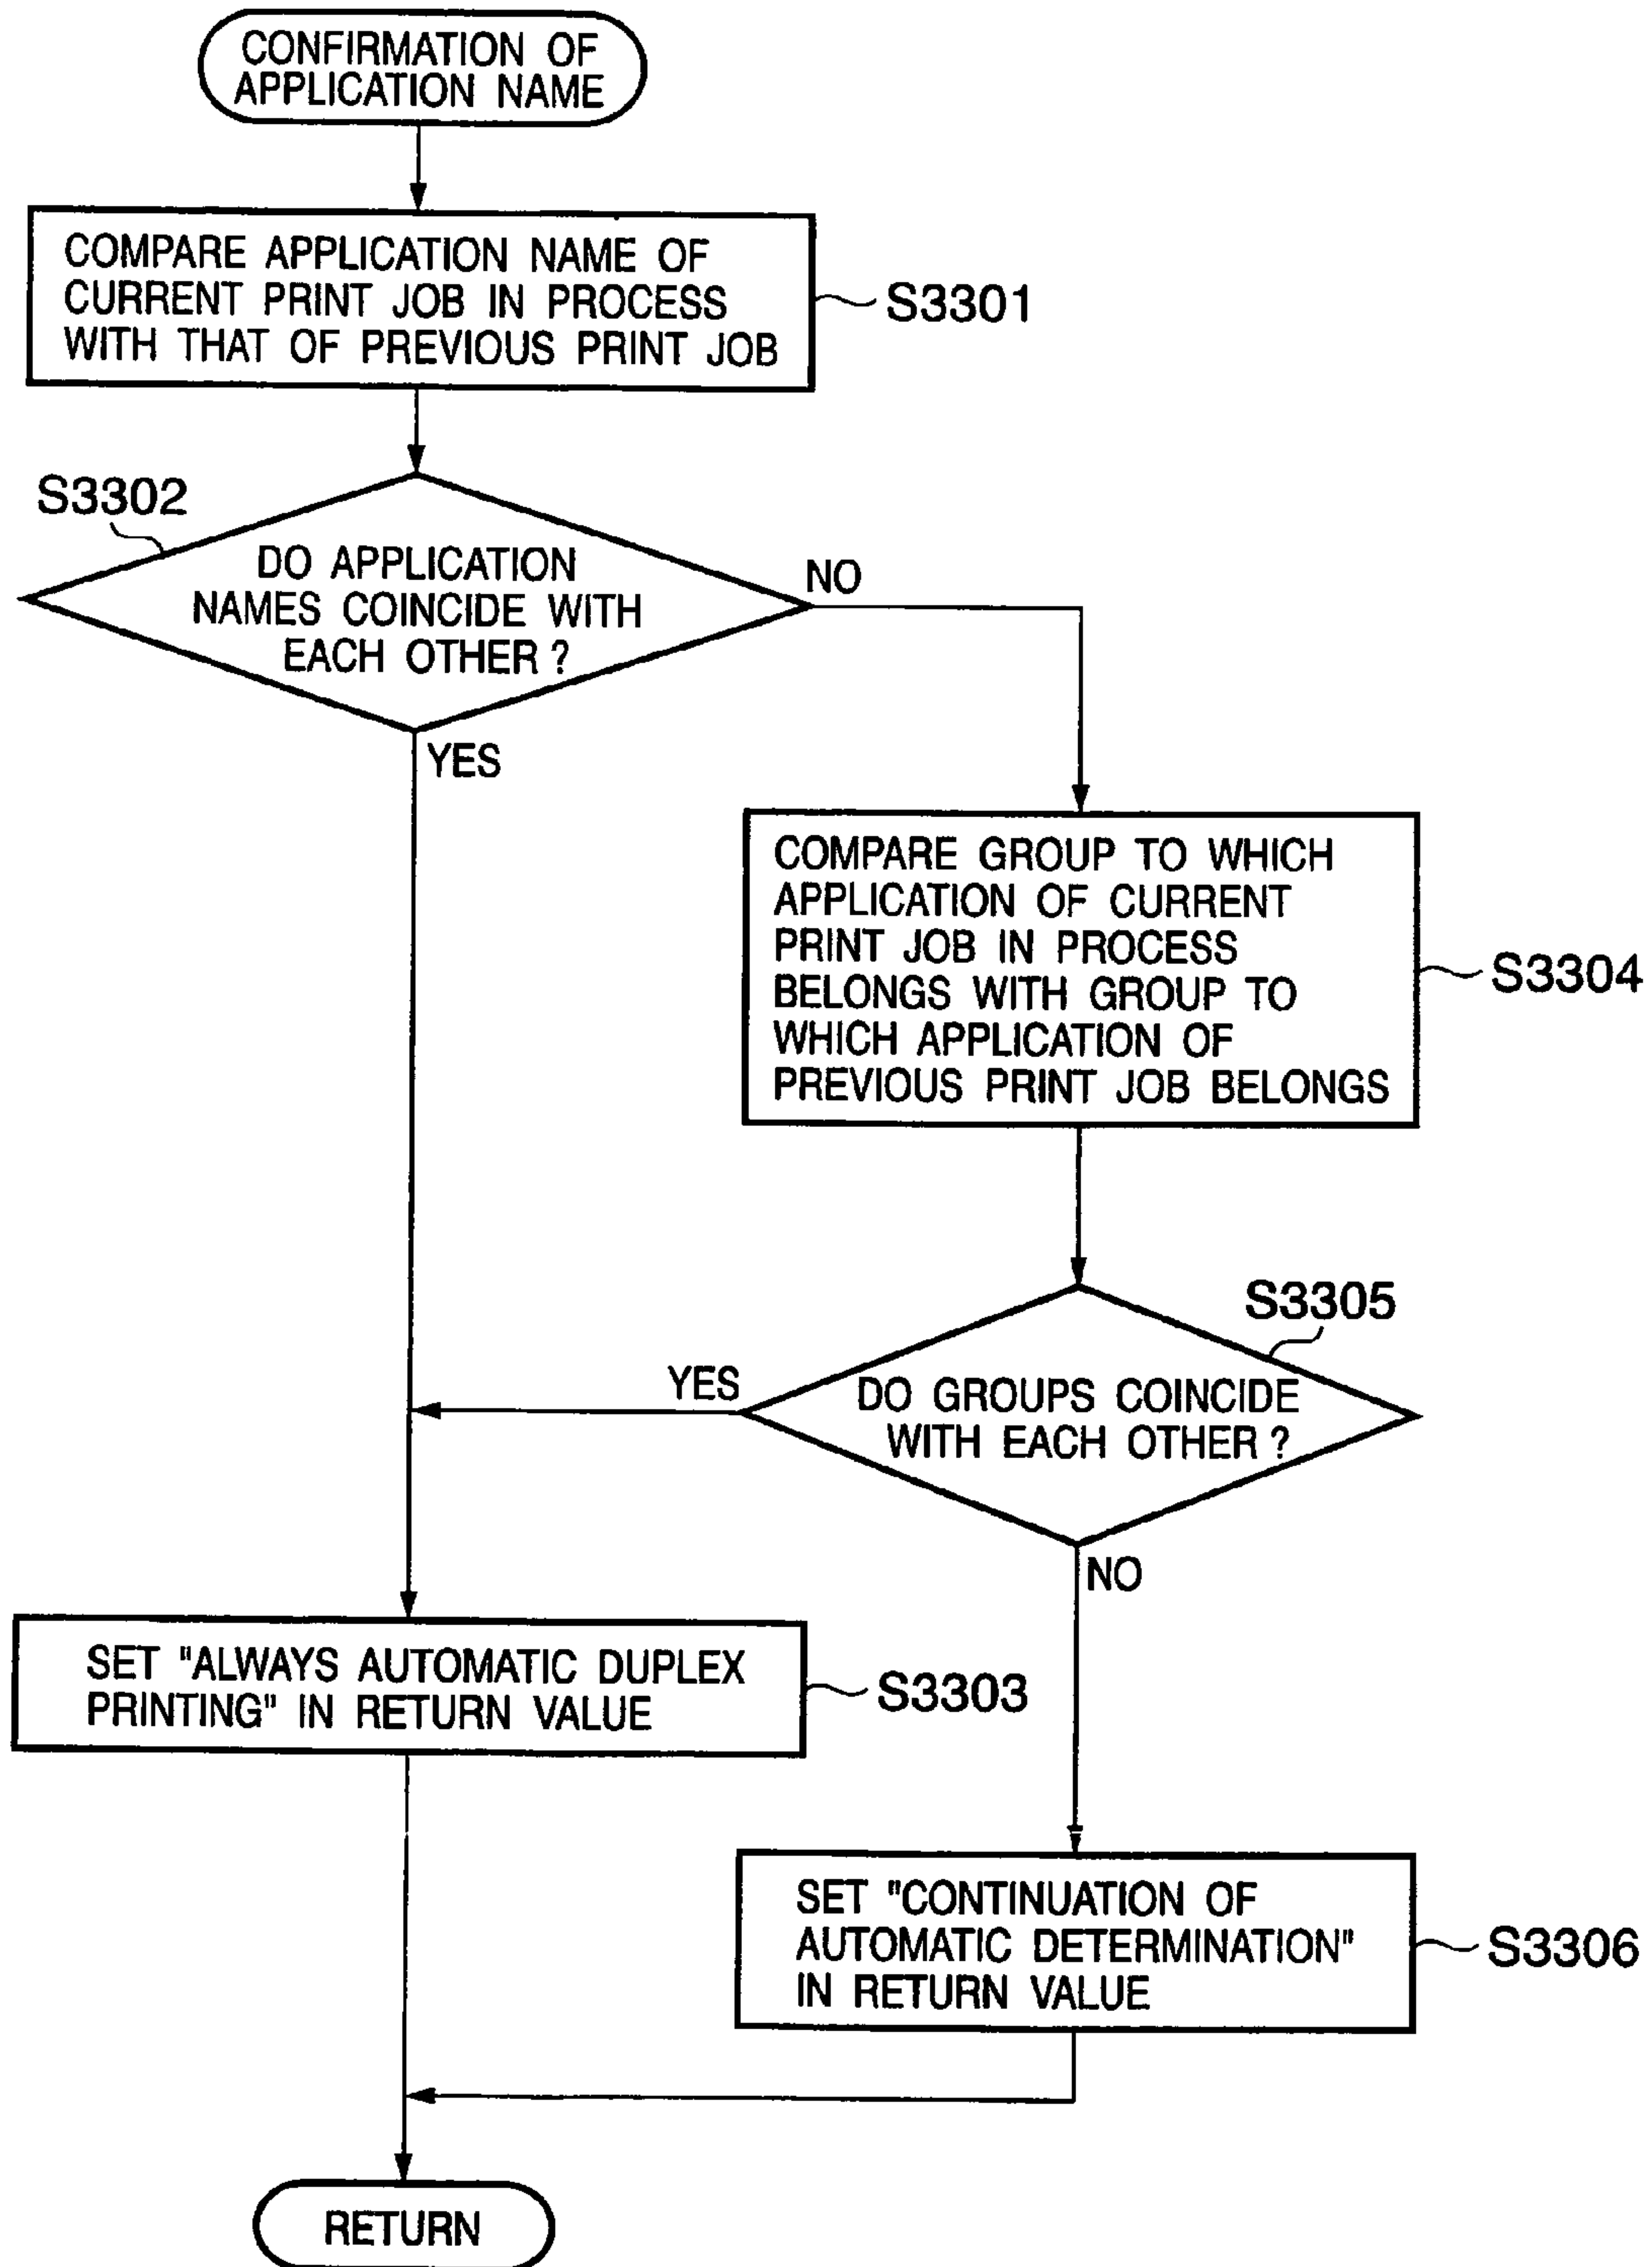 CONFIRMATION OF
APPLICATION NAME
COMPARE APPLICATION NAME OF
CURRENT PRINT JOB IN PROCESS
WITH THAT OF PREVIOUS PRINT JOB
S3301
S3302
DO APPLICATION
NAMES COINCIDE WITH
EACH OTHER ?
NO
YES
COMPARE GROUP TO WHICH
APPLICATION OF CURRENT
PRINT JOB IN PROCESS
BELONGS WITH GROUP TO
WHICH APPLICATION OF
PREVIOUS PRINT JOB BELONGS
S3304
S3305
YES
DO GROUPS COINCIDE
WITH EACH OTHER ?
NO
SET "ALWAYS AUTOMATIC DUPLEX
PRINTING" IN RETURN VALUE
S3303
SET "CONTINUATION OF
AUTOMATIC DETERMINATION"
IN RETURN VALUE
S3306
RETURN